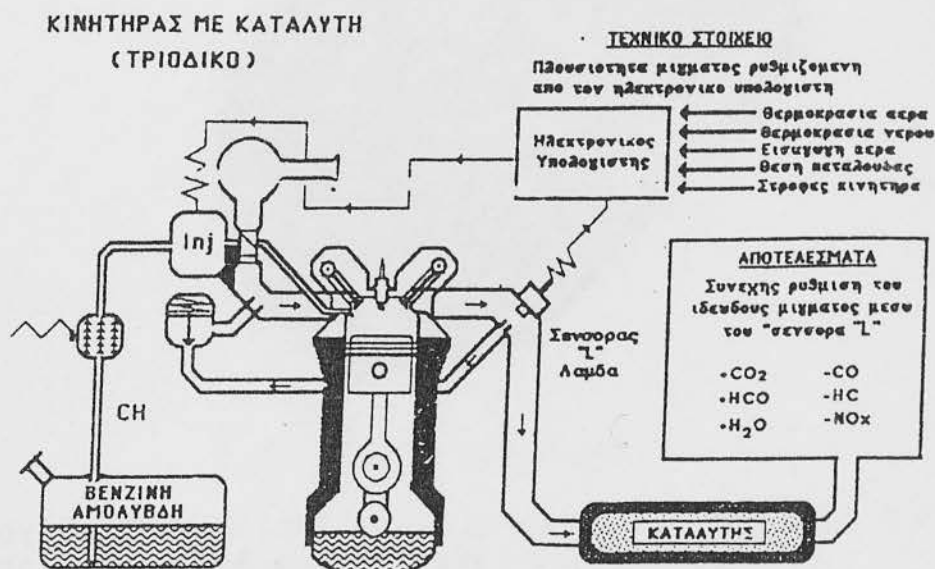 ΚΙΝΗΤΗΡΑΣ ΜΕ ΚΑΤΑΛΥΤΗ
(ΤΡΙΟΔΙΚΟ)
ΤΕΧΝΙΚΟ ΣΤΟΙΧΕΙΟ
Πλουσιοτητα μιγματος ρυθμιζομενη
απο τον ηλεκτρονικο υπολογιστη
Ηλεκτρονικος
Υπολογιστης
θερμοκρασια αερα
θερμοκρασια νερου
Εισαγωγη αερα
θεση πεταλουδας
Στροφες κινητηρα
Inj
Σενσορας
"L"
Λαμδα
CH
ΒΕΝΖΙΝΗ
ΑΜΟΛΥΒΔΗ
ΚΑΤΑΛΥΤΗΣ
ΑΠΟΤΕΛΕΣΜΑΤΑ
Συνεχης ρυθμιση του
ιδεωδους μιγματος μεσω
του "σενσορα L"
+CO₂ -CO
+HCO -HC
+H₂O -NOx